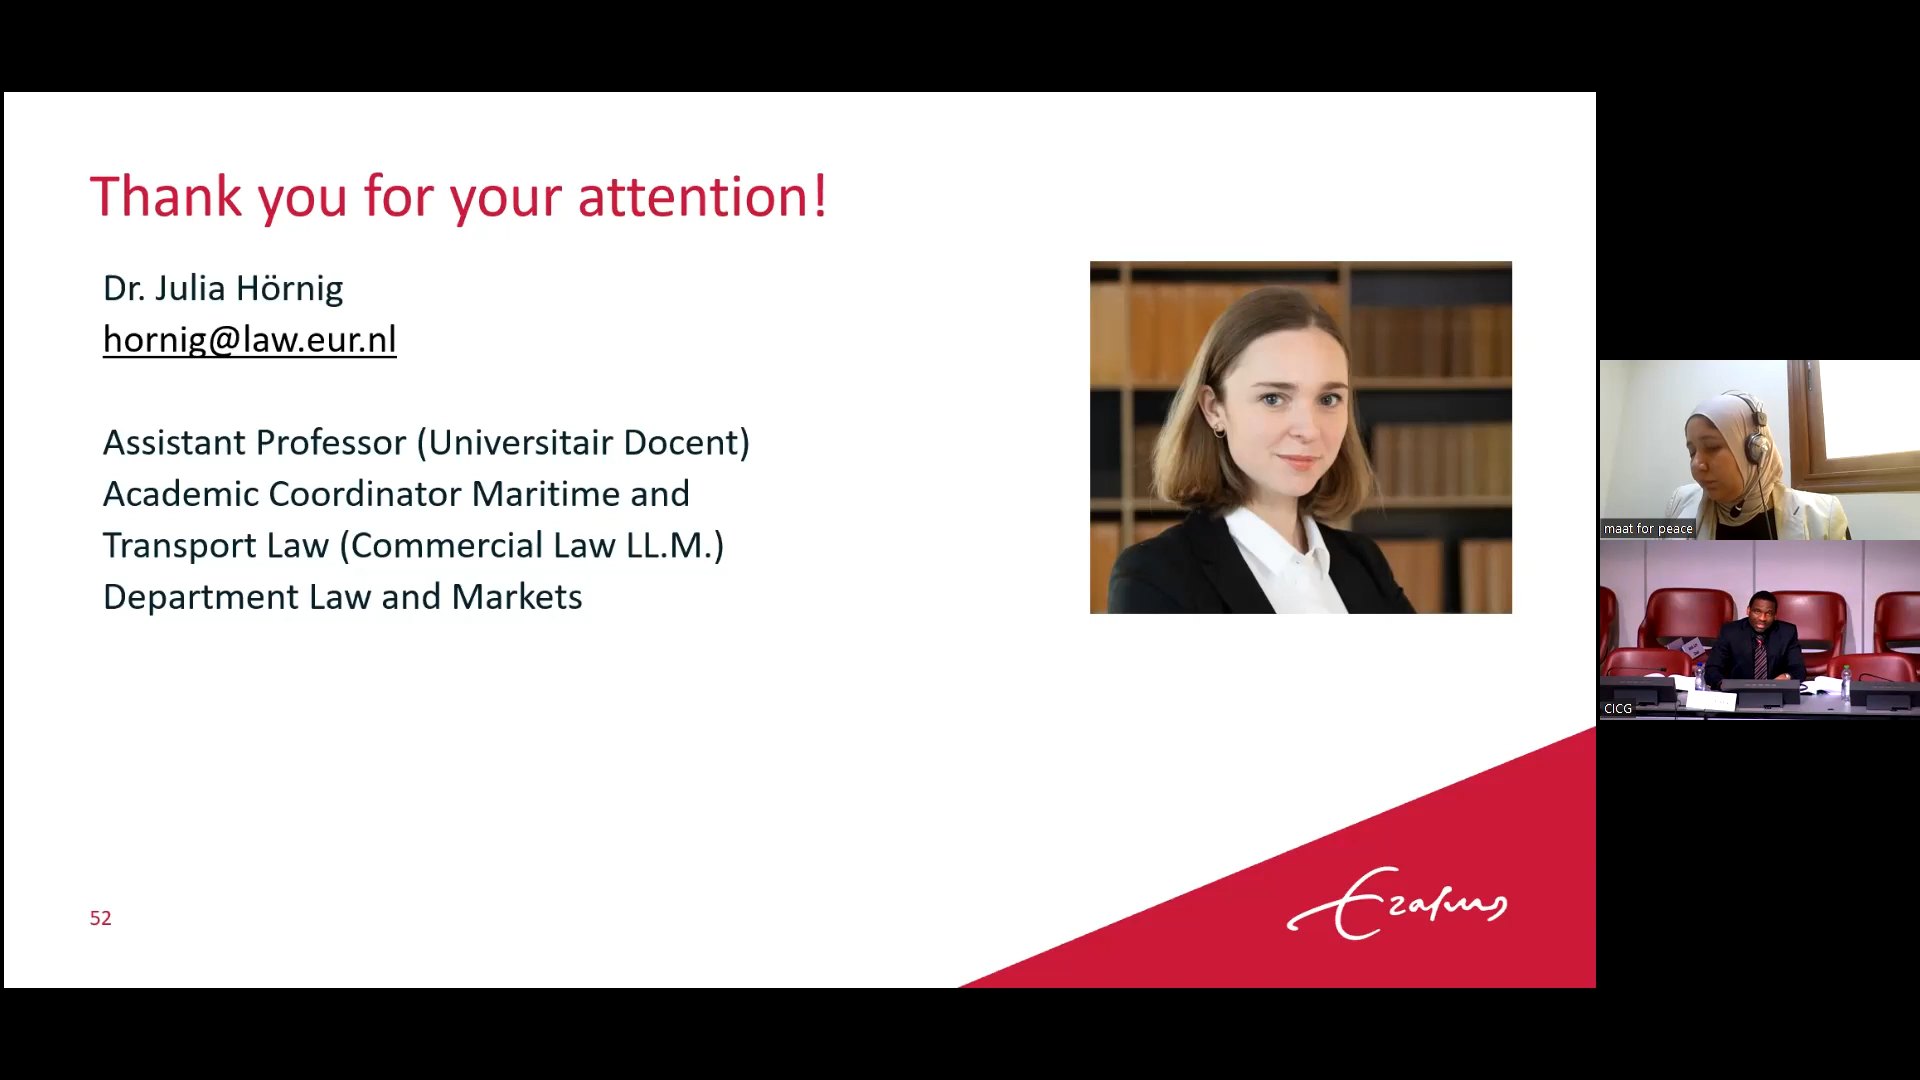 Thank you for your attention!
Dr. Julia Hörnig
hornig@law.eur.nl
Assistant Professor (Universitair Docent)
Academic Coordinator Maritime and
Transport Law (Commercial Law LL.M.)
Department Law and Markets
52
Erasmus
maat for peace
CICG